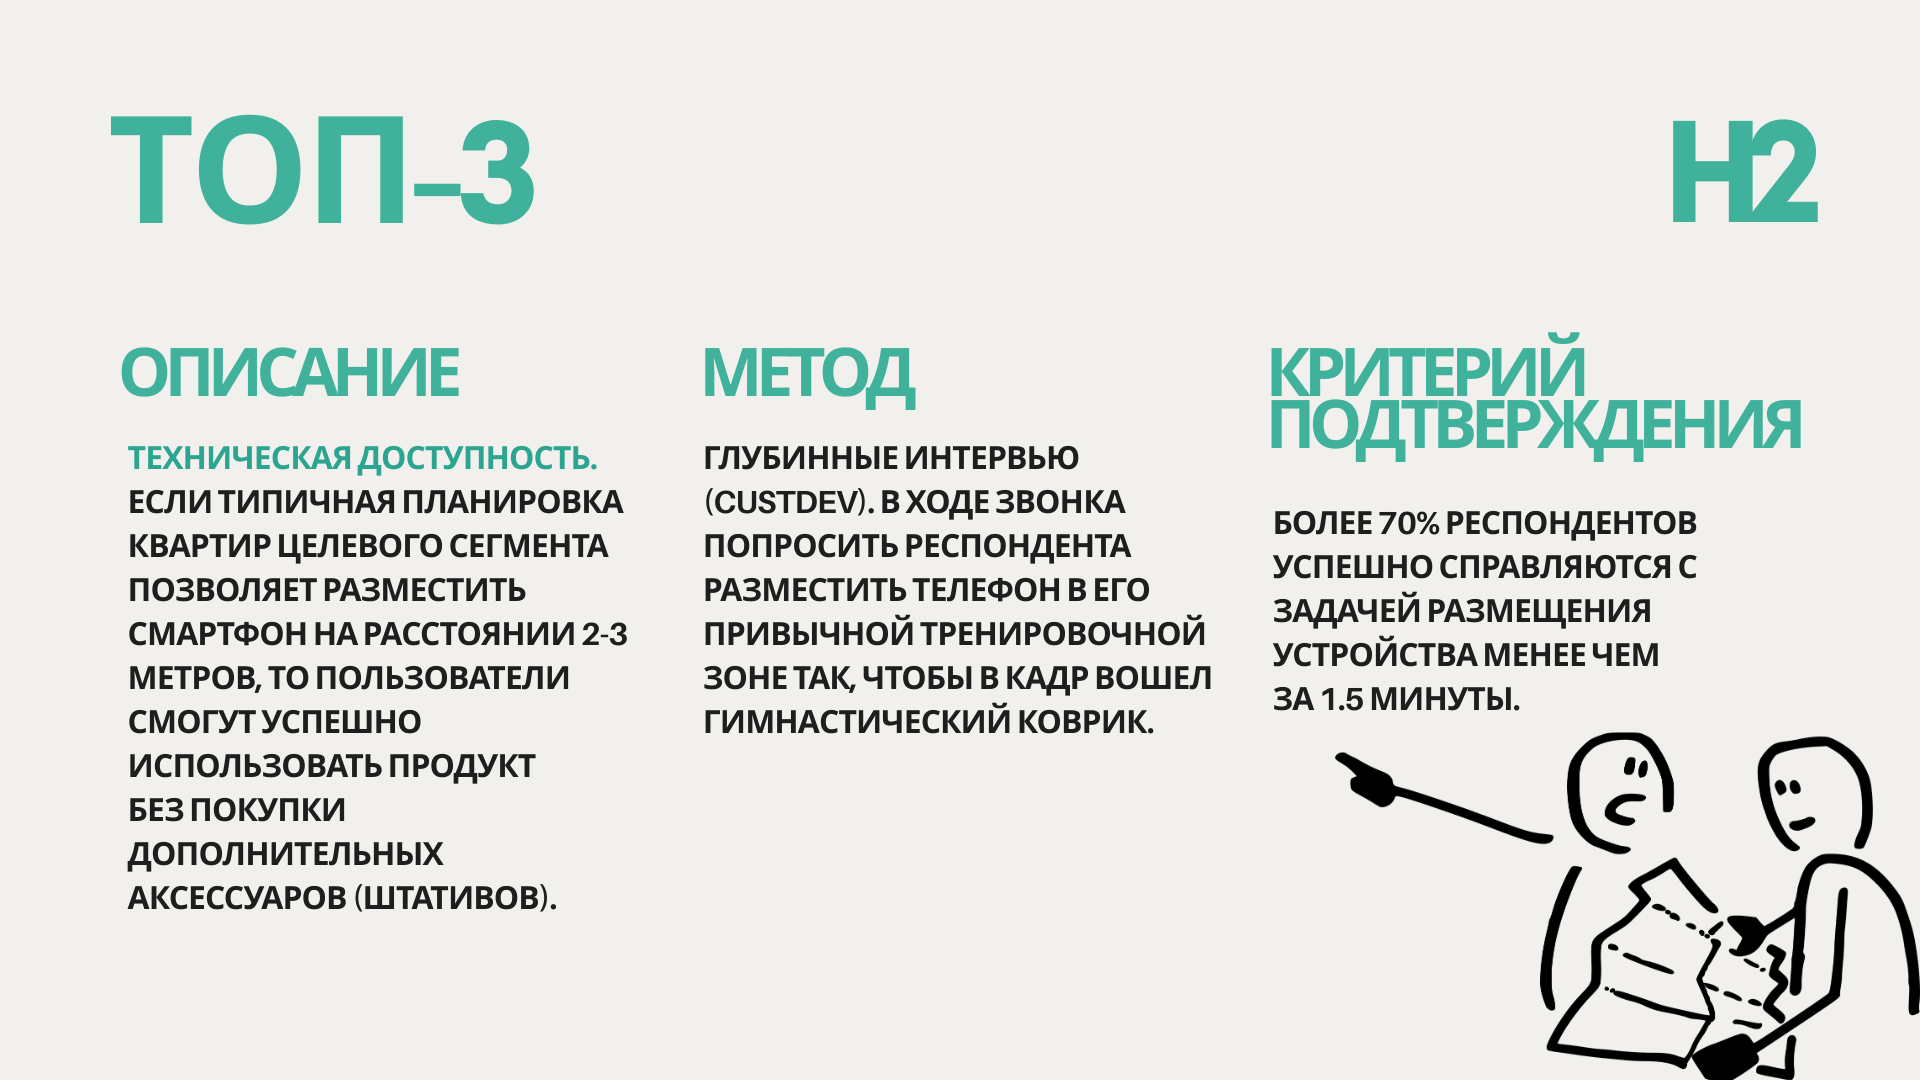 ТОП-3
H2
ОПИСАНИЕ
ТЕХНИЧЕСКАЯ ДОСТУПНОСТЬ.
ЕСЛИ ТИПИЧНАЯ ПЛАНИРОВКА
КВАРТИР ЦЕЛЕВОГО СЕГМЕНТА
ПОЗВОЛЯЕТ РАЗМЕСТИТЬ
СМАРТФОН НА РАССТОЯНИИ 2-3
МЕТРОВ, ТО ПОЛЬЗОВАТЕЛИ
СМОГУТ УСПЕШНО
ИСПОЛЬЗОВАТЬ ПРОДУКТ
БЕЗ ПОКУПКИ
ДОПОЛНИТЕЛЬНЫХ
АКСЕССУАРОВ (ШТАТИВОВ).
МЕТОД
ГЛУБИННЫЕ ИНТЕРВЬЮ
(CUSTDEV). В ХОДЕ ЗВОНКА
ПОПРОСИТЬ РЕСПОНДЕНТА
РАЗМЕСТИТЬ ТЕЛЕФОН В ЕГО
ПРИВЫЧНОЙ ТРЕНИРОВОЧНОЙ
ЗОНЕ ТАК, ЧТОБЫ В КАДР ВОШЕЛ
ГИМНАСТИЧЕСКИЙ КОВРИК.
КРИТЕРИЙ
ПОДТВЕРЖДЕНИЯ
БОЛЕЕ 70% РЕСПОНДЕНТОВ
УСПЕШНО СПРАВЛЯЮТСЯ С
ЗАДАЧЕЙ РАЗМЕЩЕНИЯ
УСТРОЙСТВА МЕНЕЕ ЧЕМ
ЗА 1.5 МИНУТЫ.